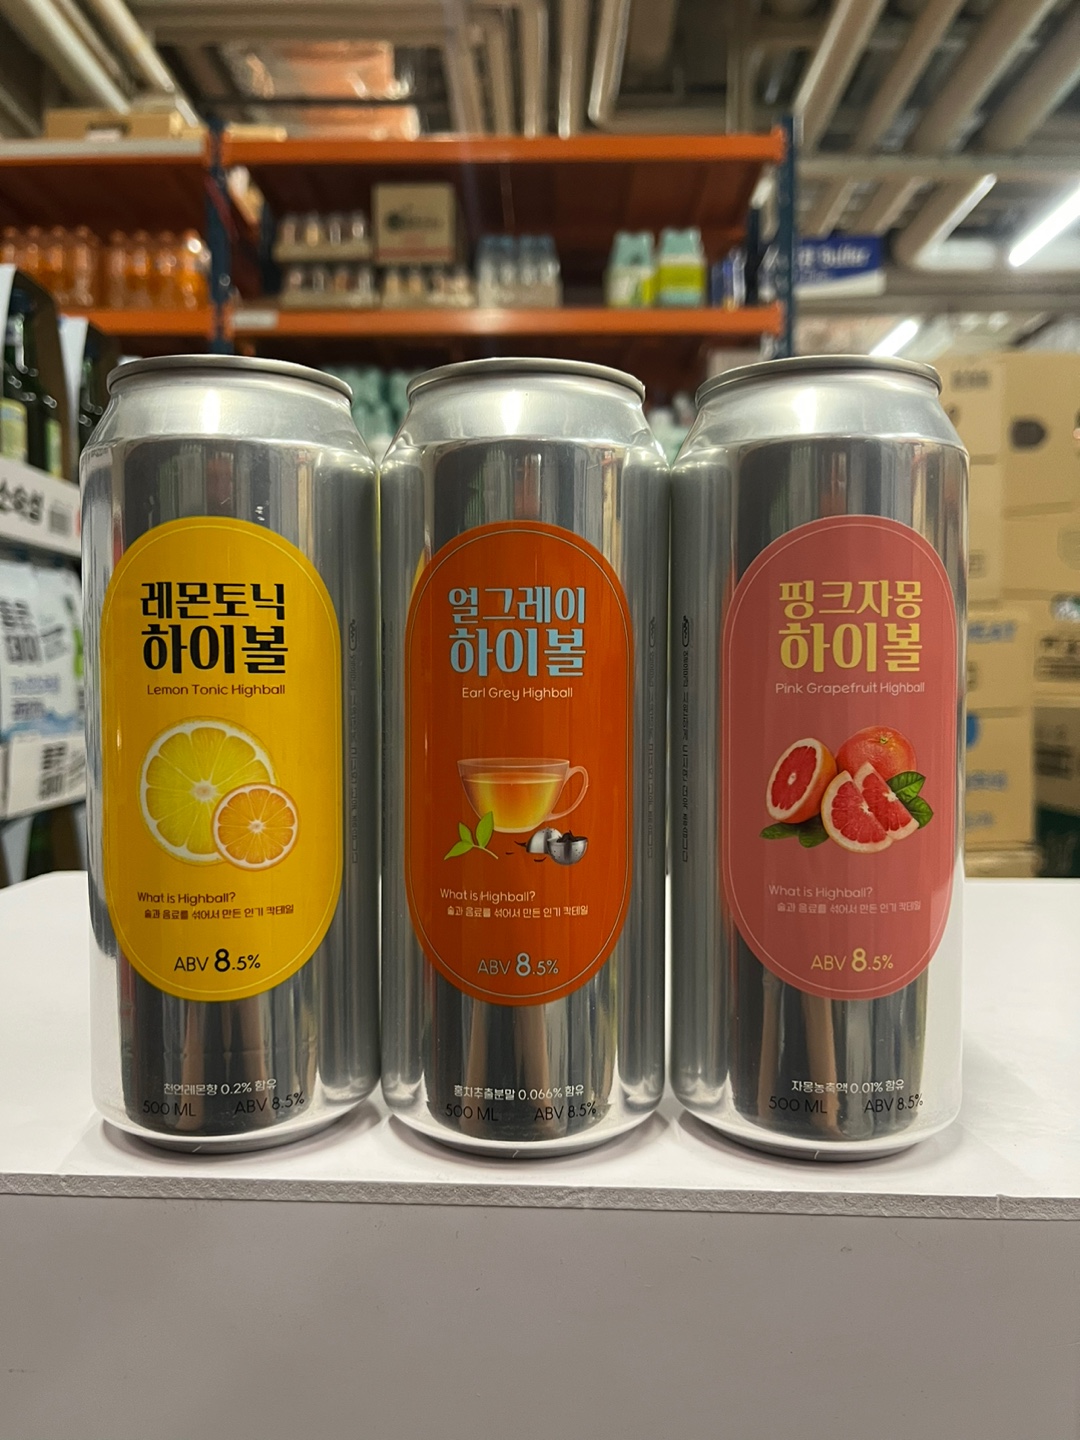 레몬토닉
하이볼
Lemon Tonic Highball
What is Highball?
술과 음료를 섞어서 만든 인기 칵테일
ABV 8.5%
천연레몬향 0.2% 함유
500 ML ABV 8.5%
얼그레이
하이볼
Earl Grey Highball
What is Highball?
술과 음료를 섞어서 만든 인기 칵테일
ABV 8.5%
홍차추출분말 0.066% 함유
500 ML ABV 8.5%
핑크자몽
하이볼
Pink Grapefruit Highball
What is Highball?
술과 음료를 섞어서 만든 인기 칵테일
ABV 8.5%
자몽농축액 0.01% 함유
500 ML ABV 8.5%